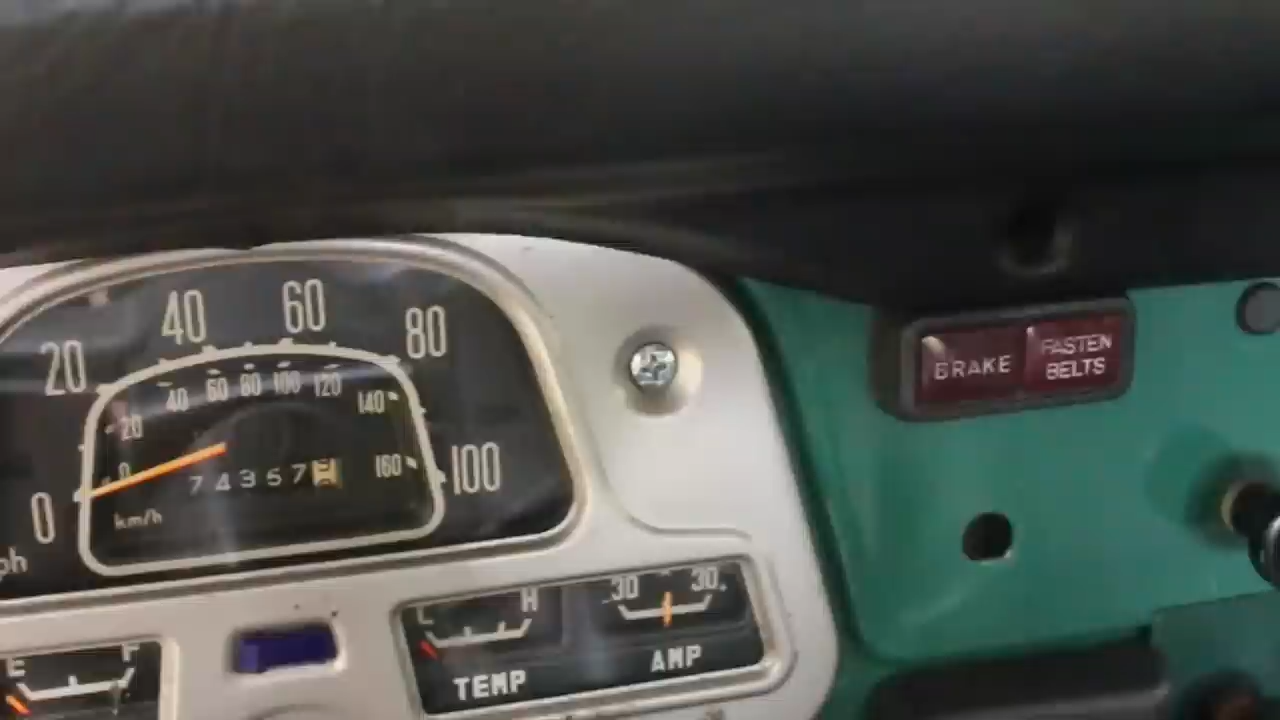 20 40 60 80
40 60 80 100 120
20 140
0 160
74357
0 100
km/h
ph
BRAKE
FASTEN
BELTS
L H
30 30
TEMP AMP
E F